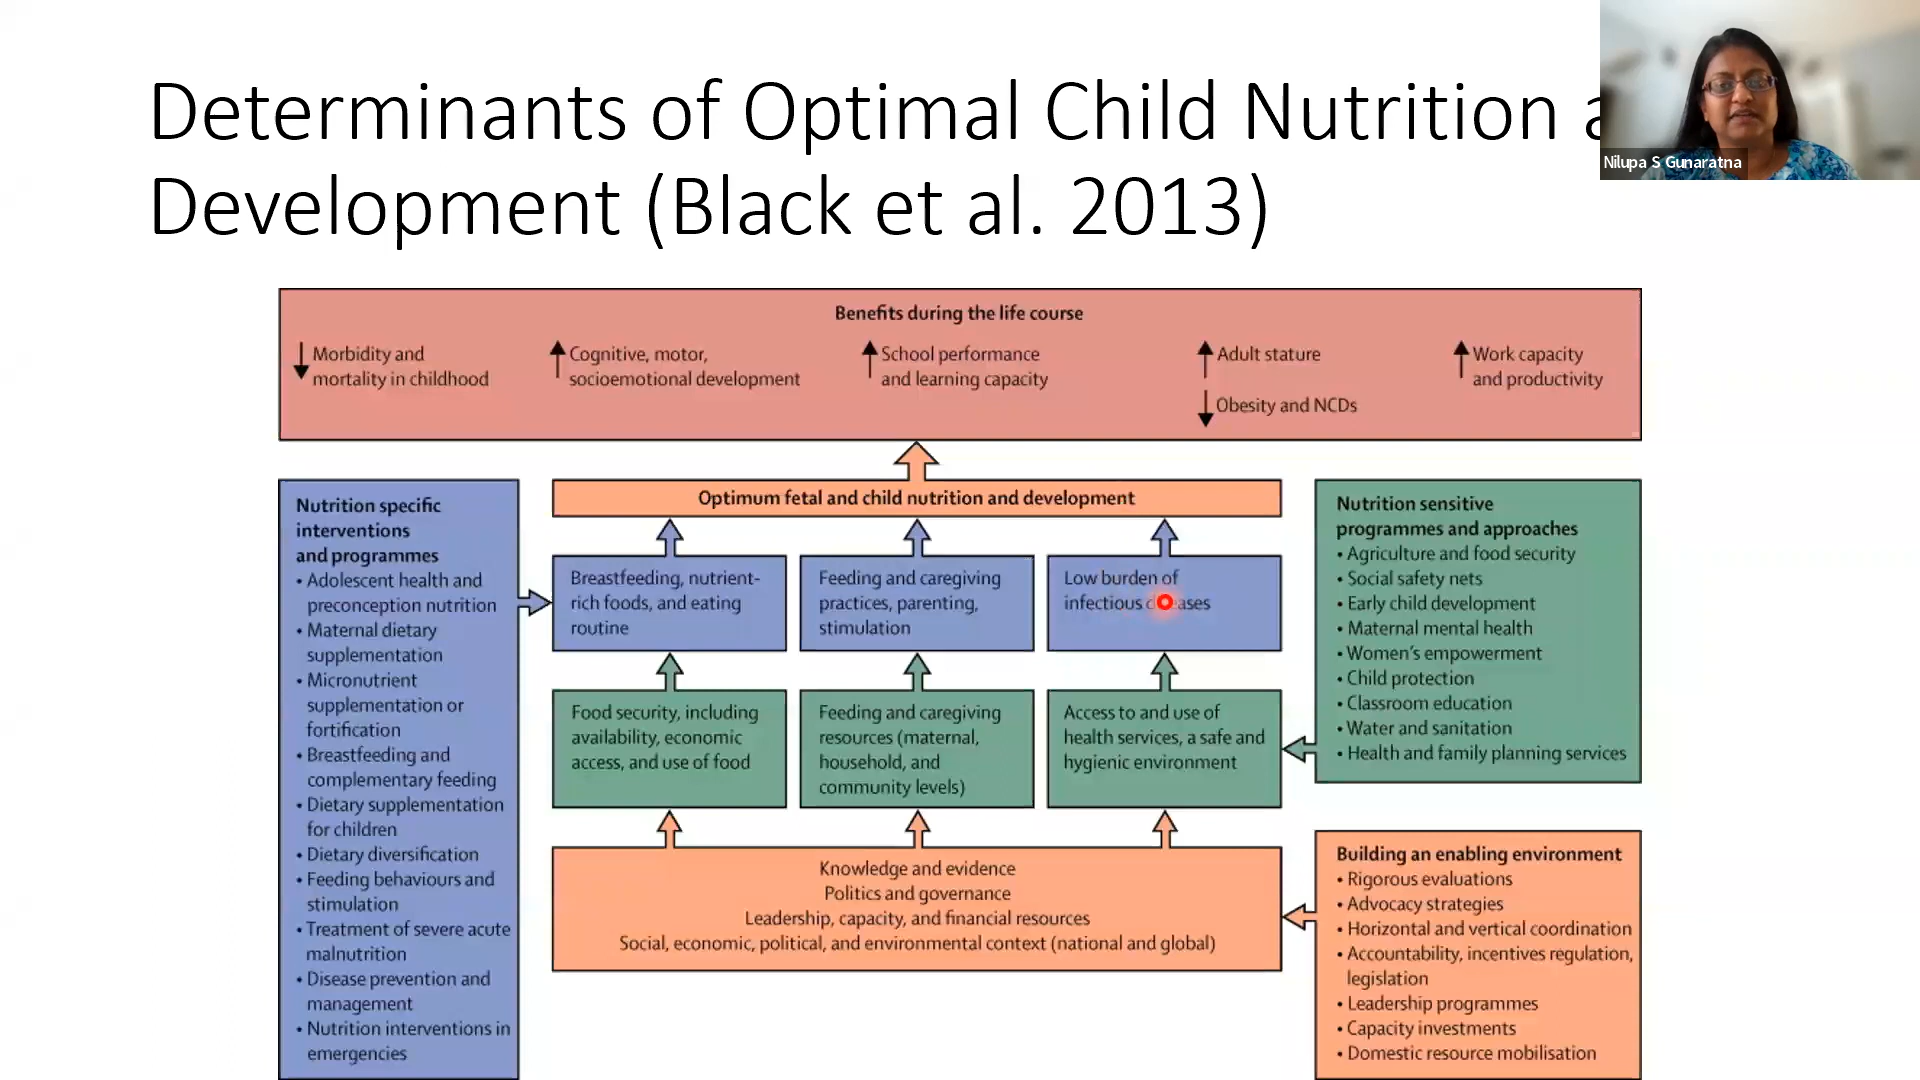 Determinants of Optimal Child Nutrition a
Development (Black et al. 2013)
Nilupa S Gunaratna
Benefits during the life course
Morbidity and
mortality in childhood
Cognitive, motor,
socioemotional development
School performance
and learning capacity
Adult stature
Obesity and NCDs
Work capacity
and productivity
Nutrition specific
interventions
and programmes
• Adolescent health and
preconception nutrition
• Maternal dietary
supplementation
• Micronutrient
supplementation or
fortification
• Breastfeeding and
complementary feeding
• Dietary supplementation
for children
• Dietary diversification
• Feeding behaviours and
stimulation
• Treatment of severe acute
malnutrition
• Disease prevention and
management
• Nutrition interventions in
emergencies
Optimum fetal and child nutrition and development
Breastfeeding, nutrient-
rich foods, and eating
routine
Feeding and caregiving
practices, parenting,
stimulation
Low burden of
infectious diseases
Food security, including
availability, economic
access, and use of food
Feeding and caregiving
resources (maternal,
household, and
community levels)
Access to and use of
health services, a safe and
hygienic environment
Knowledge and evidence
Politics and governance
Leadership, capacity, and financial resources
Social, economic, political, and environmental context (national and global)
Nutrition sensitive
programmes and approaches
• Agriculture and food security
• Social safety nets
• Early child development
• Maternal mental health
• Women's empowerment
• Child protection
• Classroom education
• Water and sanitation
• Health and family planning services
Building an enabling environment
• Rigorous evaluations
• Advocacy strategies
• Horizontal and vertical coordination
• Accountability, incentives regulation,
legislation
• Leadership programmes
• Capacity investments
• Domestic resource mobilisation